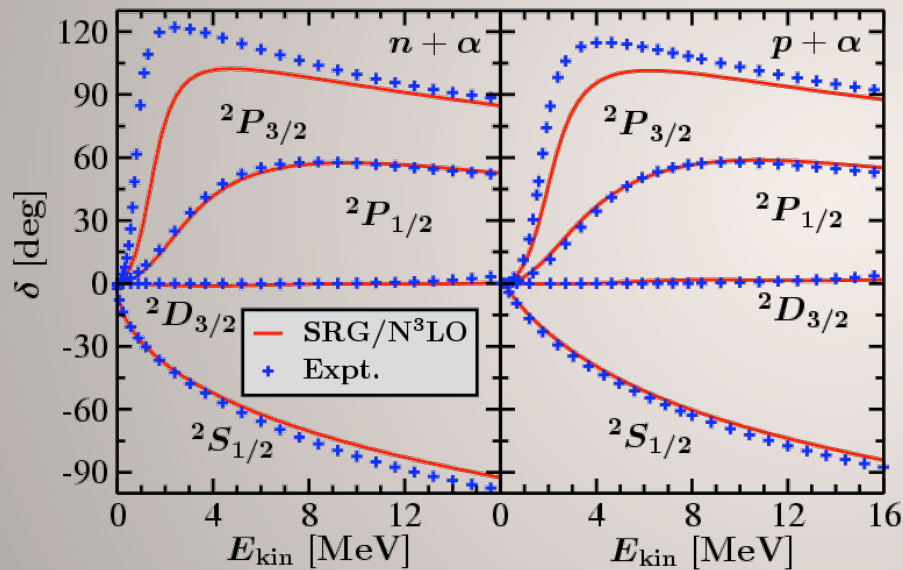 120
90
60
30
0
-30
-60
-90
δ [deg]
n + α
²P₃/₂
²P₁/₂
²D₃/₂
²S₁/₂
SRG/N³LO
Expt.
0 4 8 12
E_kin [MeV]
p + α
²P₃/₂
²P₁/₂
²D₃/₂
²S₁/₂
0 4 8 12 16
E_kin [MeV]